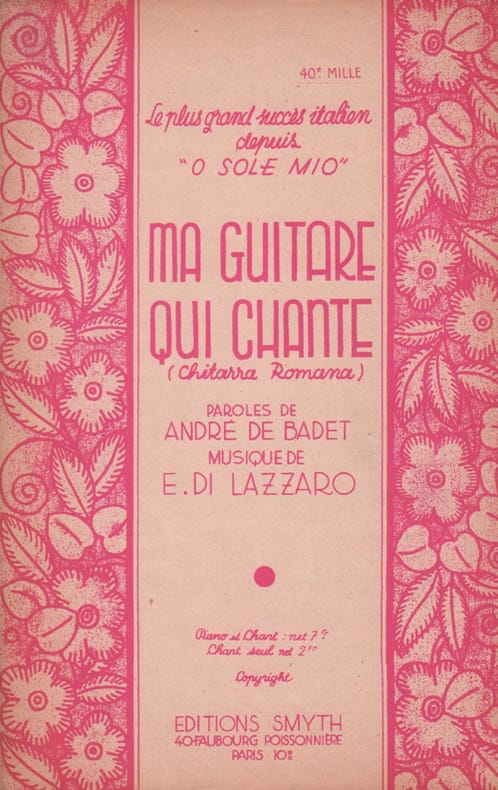 40e MILLE
Le plus grand succès italien
depuis
"O SOLE MIO"
MA GUITARE
QUI CHANTE
(Chitarra Romana)
PAROLES DE
ANDRÉ DE BADET
MUSIQUE DE
E. DI LAZZARO
Piano et Chant : net 7f
Chant seul net 2fr
Copyright
EDITIONS SMYTH
40-FAUBOURG POISSONNIÈRE
PARIS 10e